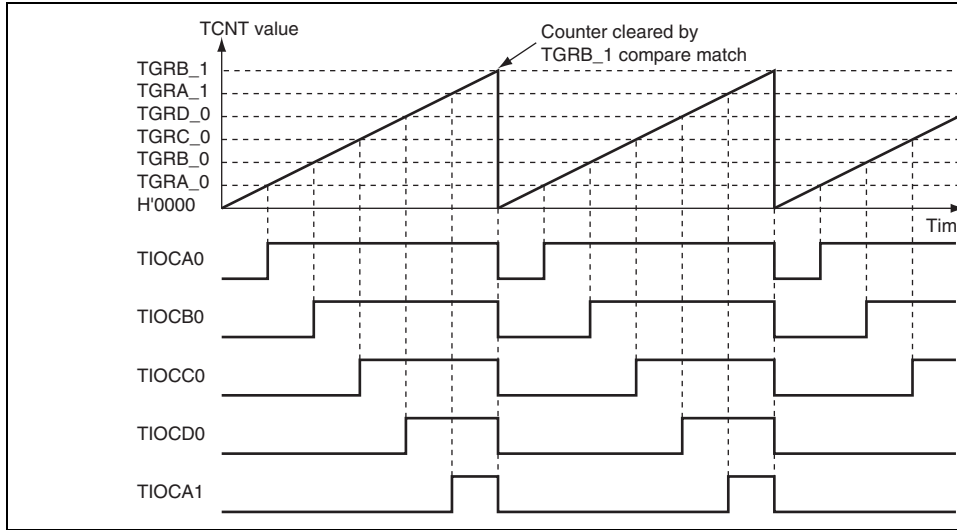 TCNT value
Counter cleared by
TGRB_1 compare match
TGRB_1
TGRA_1
TGRD_0
TGRC_0
TGRB_0
TGRA_0
H'0000
Tim
TIOCA0
TIOCB0
TIOCC0
TIOCD0
TIOCA1